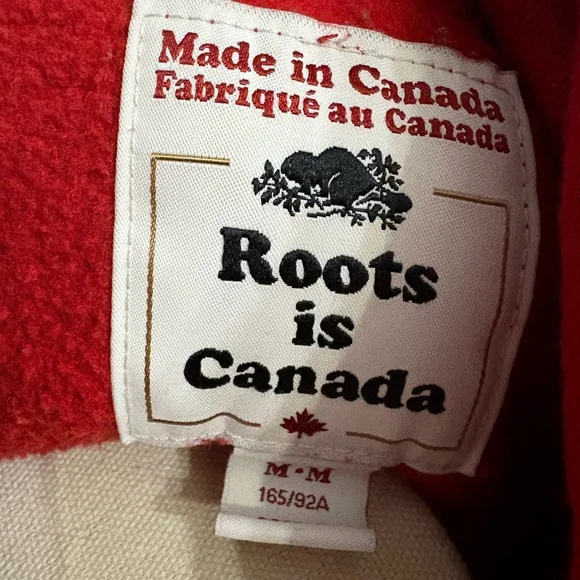 Made in Canada
Fabriqué au Canada
Roots
is
Canada
M • M
165/92A